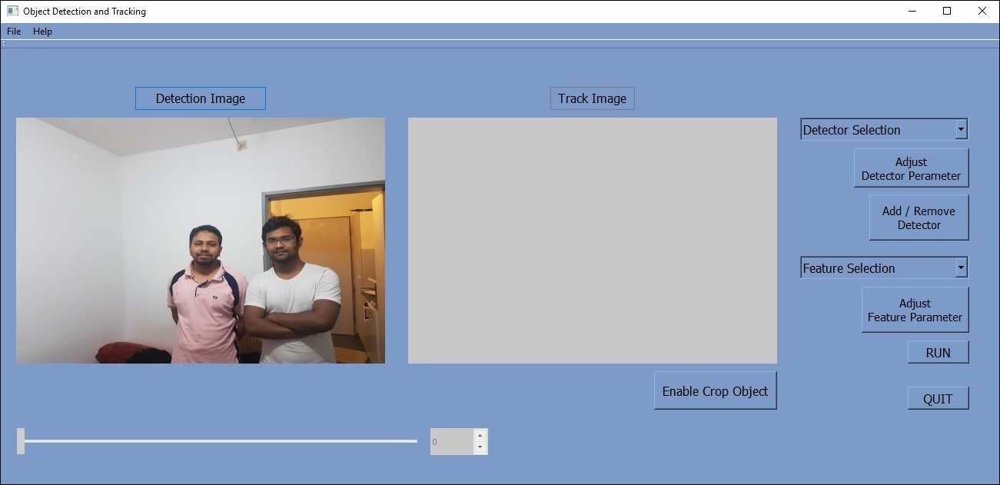 Object Detection and Tracking
File Help
Detection Image
Track Image
Detector Selection
Adjust
Detector Perameter
Add / Remove
Detector
Feature Selection
Adjust
Feature Parameter
RUN
Enable Crop Object
QUIT
0